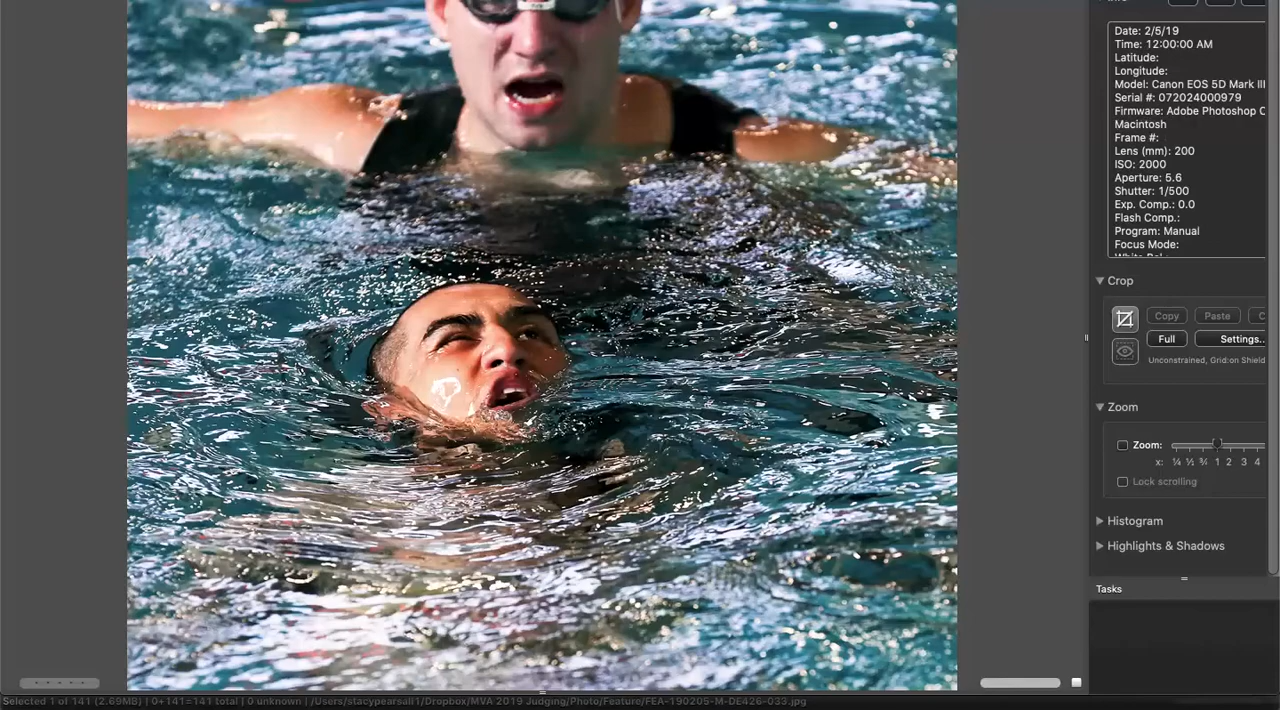 Date: 2/5/19
Time: 12:00:00 AM
Latitude:
Longitude:
Model: Canon EOS 5D Mark III
Serial #: 072024000979
Firmware: Adobe Photoshop C
Macintosh
Frame #:
Lens (mm): 200
ISO: 2000
Aperture: 5.6
Shutter: 1/500
Exp. Comp.: 0.0
Flash Comp.:
Program: Manual
Focus Mode:
Crop
Copy Paste C
Full Settings..
Unconstrained, Grid:on Shield
Zoom
Zoom:
x: ¼ ½ ¾ 1 2 3 4
Lock scrolling
Histogram
Highlights & Shadows
Tasks
Selected 1 of 141 (2.69MB) | 0+141=141 total | 0 unknown | /Users/stacypearsall1/Dropbox/MVA 2019 Judging/Photo/Feature/FEA-190205-M-DE426-033.jpg